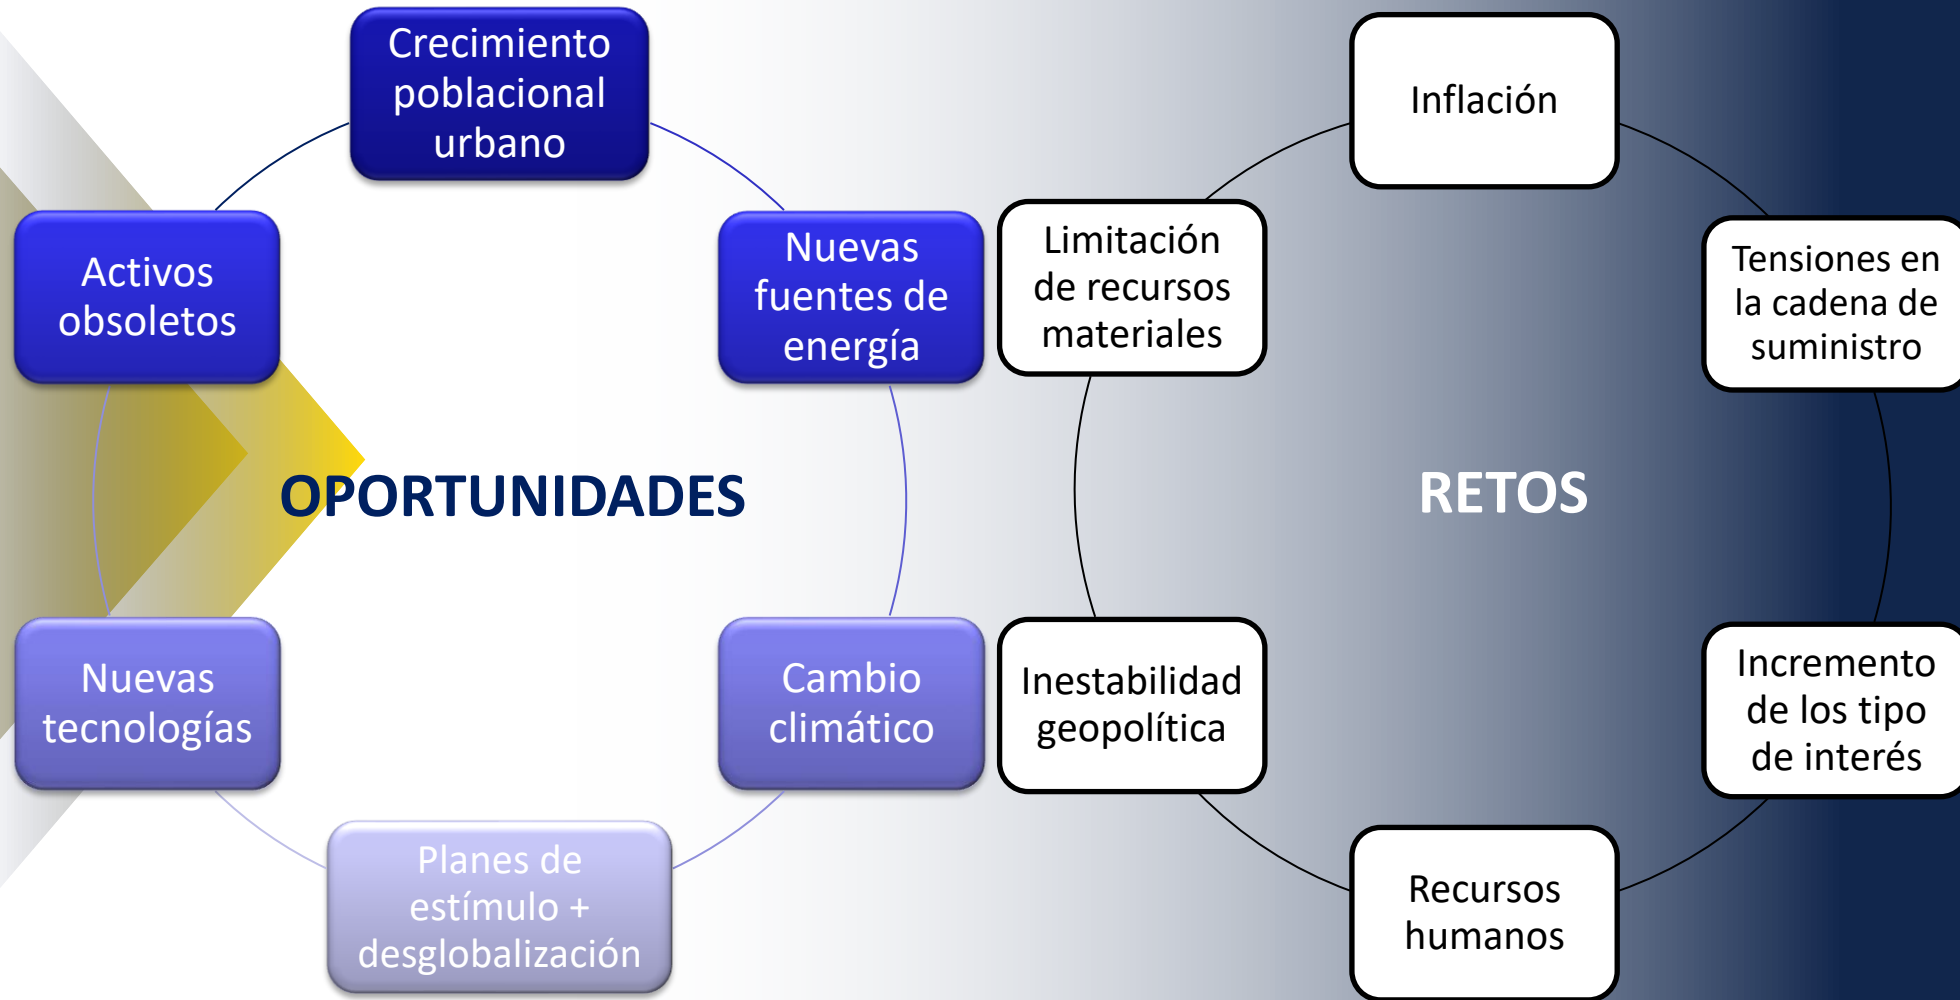 Crecimiento
poblacional
urbano
Nuevas
fuentes de
energía
Cambio
climático
Planes de
estímulo +
desglobalización
Nuevas
tecnologías
Activos
obsoletos
OPORTUNIDADES
Inflación
Tensiones en
la cadena de
suministro
Incremento
de los tipo
de interés
Recursos
humanos
Inestabilidad
geopolítica
Limitación
de recursos
materiales
RETOS